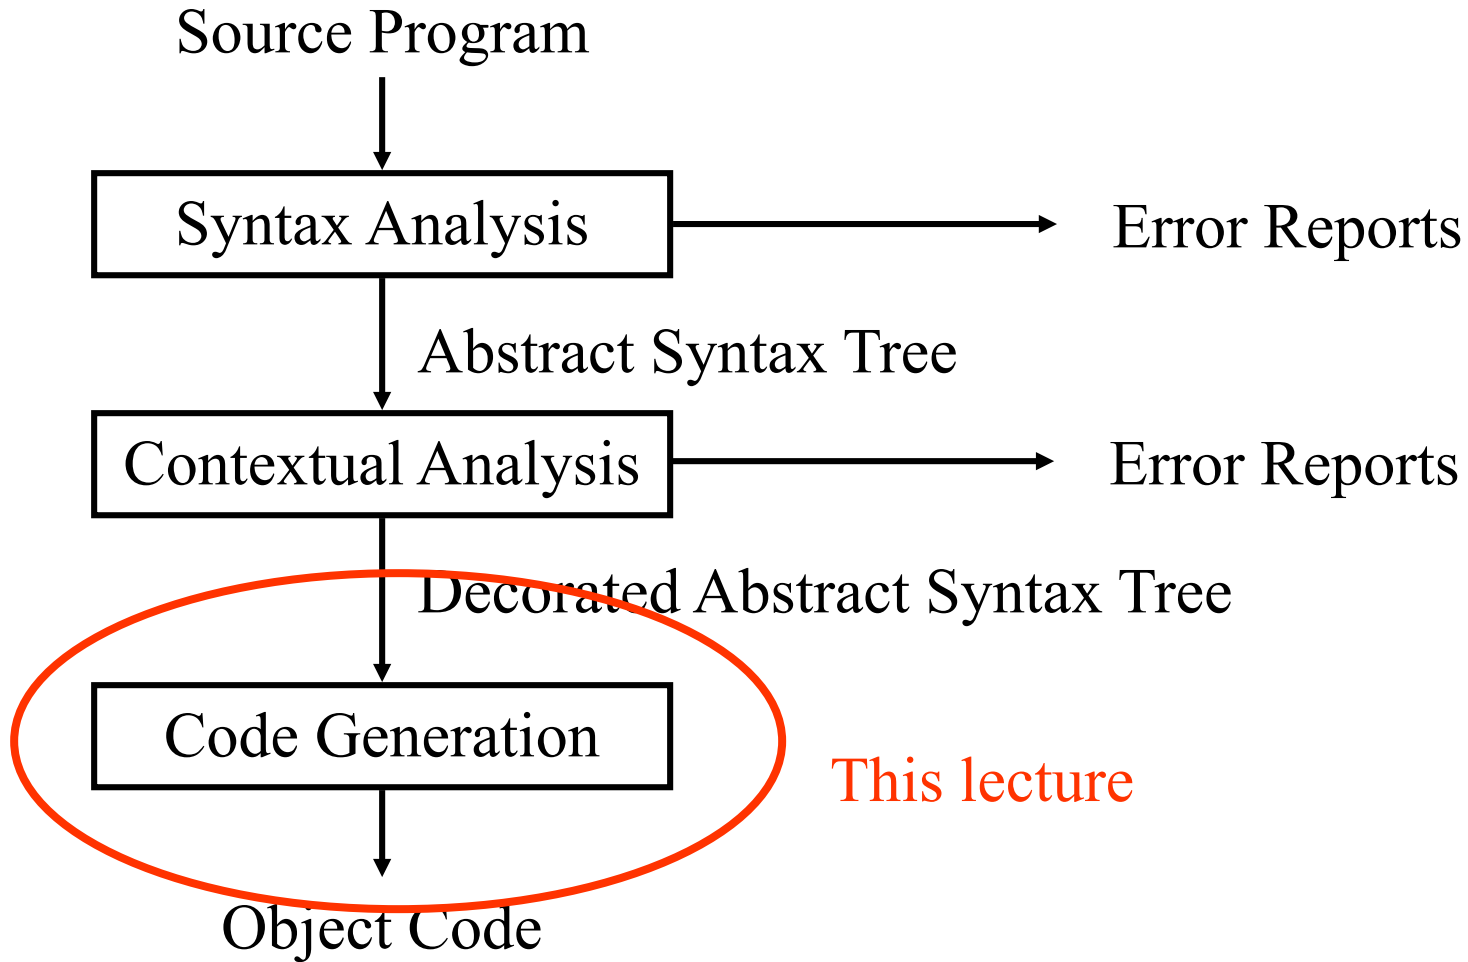 Source Program
Syntax Analysis
Error Reports
Abstract Syntax Tree
Contextual Analysis
Error Reports
Decorated Abstract Syntax Tree
Code Generation
This lecture
Object Code